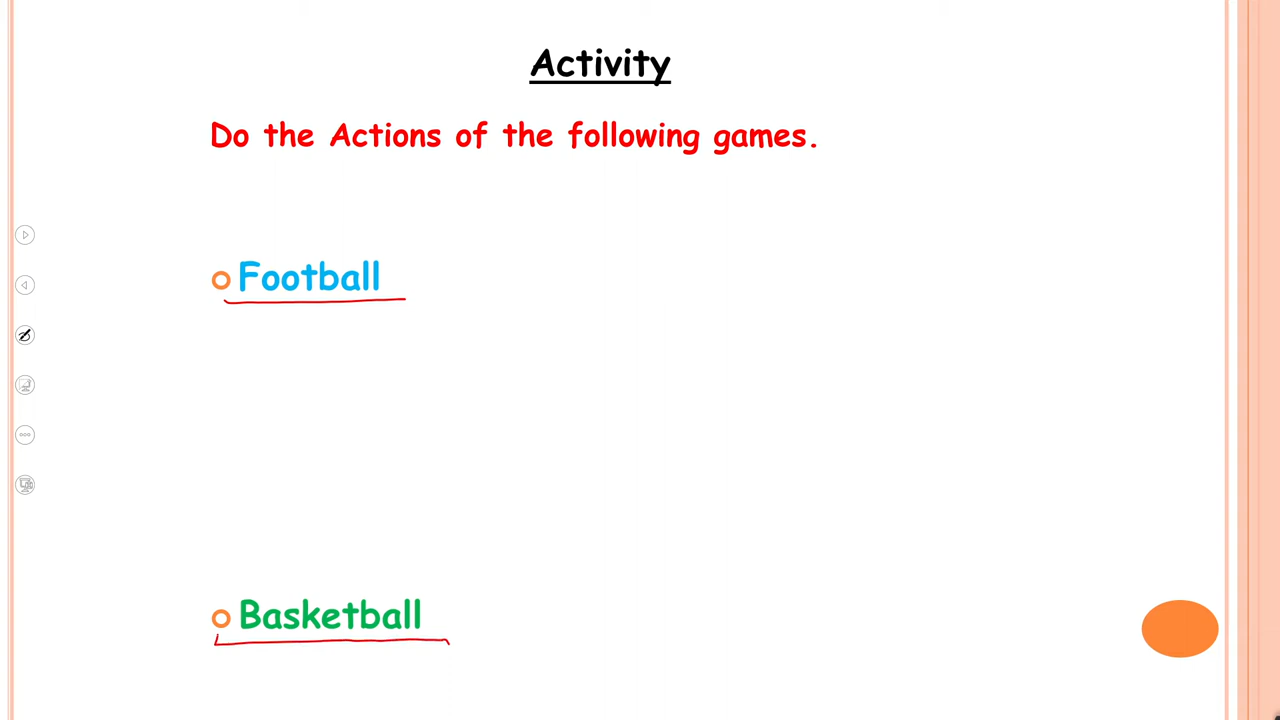 Activity
Do the Actions of the following games.
Football
Basketball